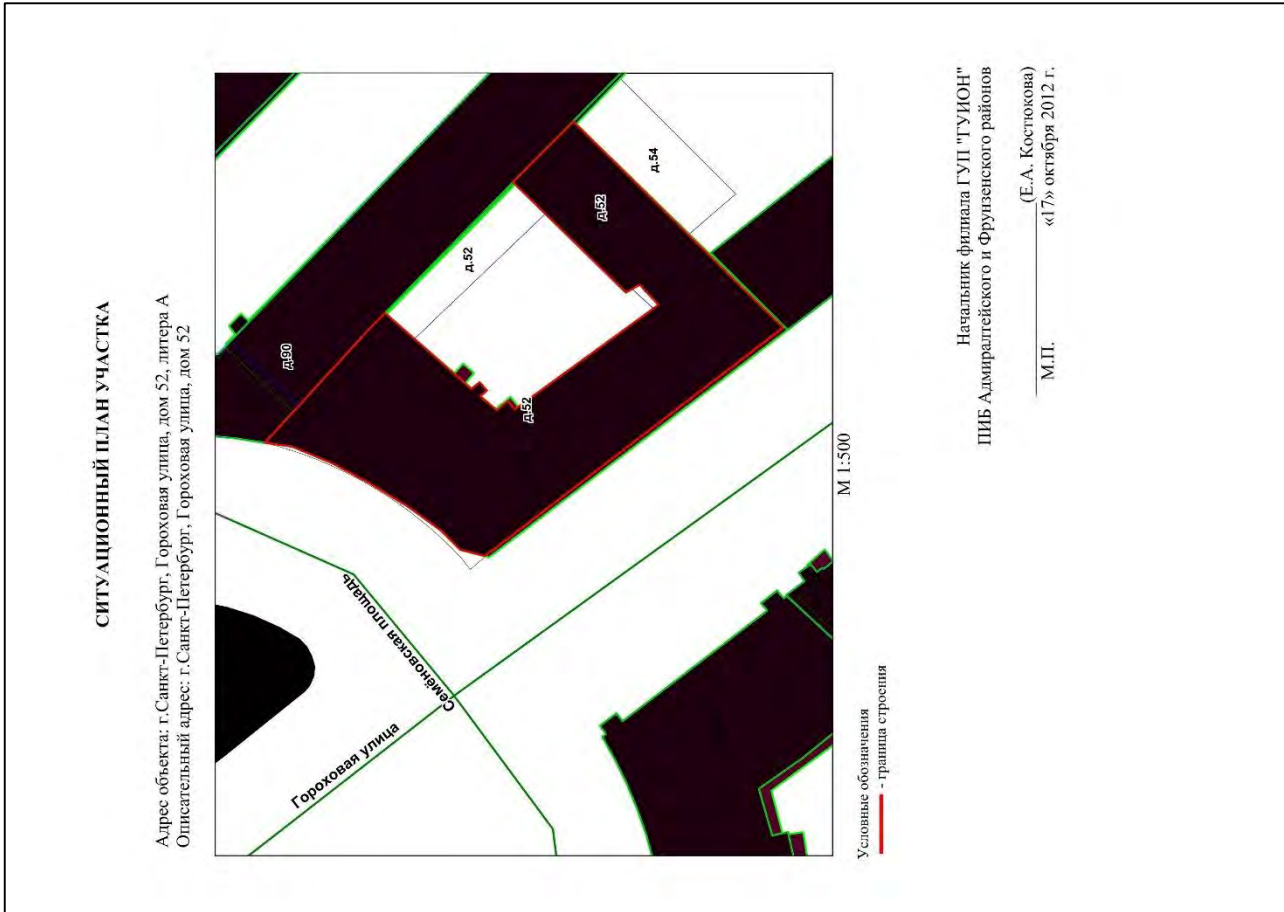 СИТУАЦИОННЫЙ ПЛАН УЧАСТКА
Адрес объекта: г.Санкт-Петербург, Гороховая улица, дом 52, литера А
Описательный адрес: г.Санкт-Петербург, Гороховая улица, дом 52
д.90
д.52
д.52
д.54
д.52
Семёновская площадь
Гороховая улица
М 1:500
Условные обозначения
- граница строения
Начальник филиала ГУП "ГУИОН"
ПИБ Адмиралтейского и Фрунзенского районов
(Е.А. Костюкова)
М.П. «17» октября 2012 г.